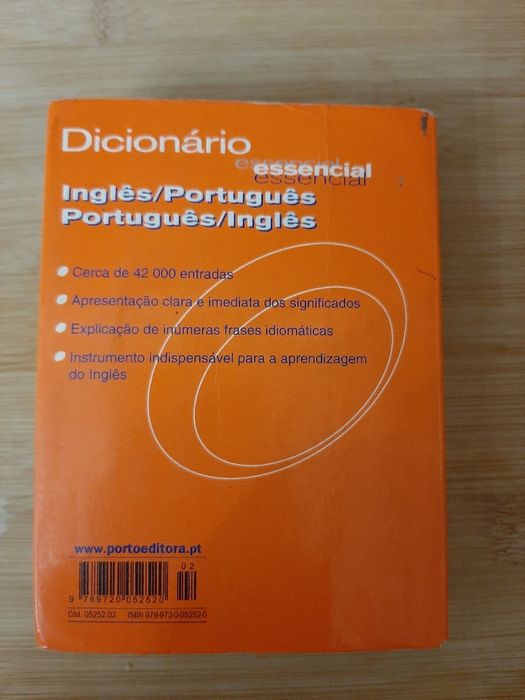 Dicionário
essencial
essencial
essencial
Inglês/Português
Português/Inglês
Cerca de 42 000 entradas
Apresentação clara e imediata dos significados
Explicação de inúmeras frases idiomáticas
Instrumento indispensável para a aprendizagem
do Inglês
www.portoeditora.pt
02
9 789720 052520
Cód. 05252.02 ISBN 978-972-0-05252-0